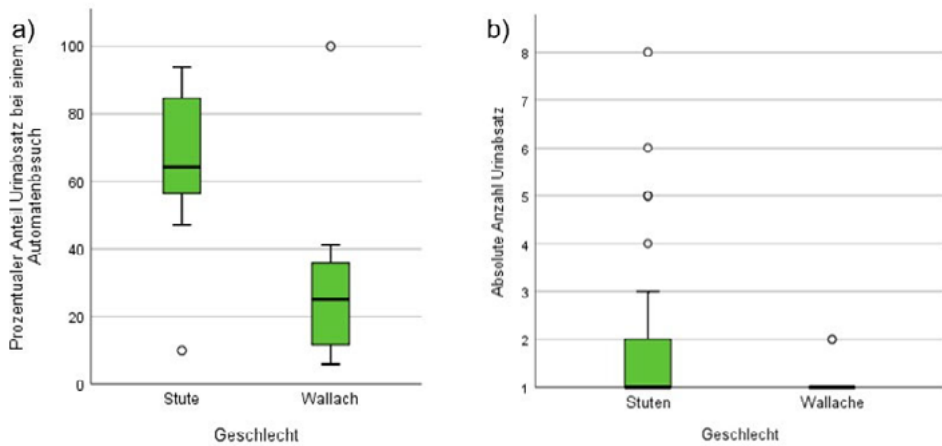 a)
Prozentualer Anteil Urinabsatz bei einem
Automatenbesuch
100
80
60
40
20
0
Stute Wallach
Geschlecht
b)
Absolute Anzahl Urinabsatz
8
7
6
5
4
3
2
1
Stuten Wallache
Geschlecht